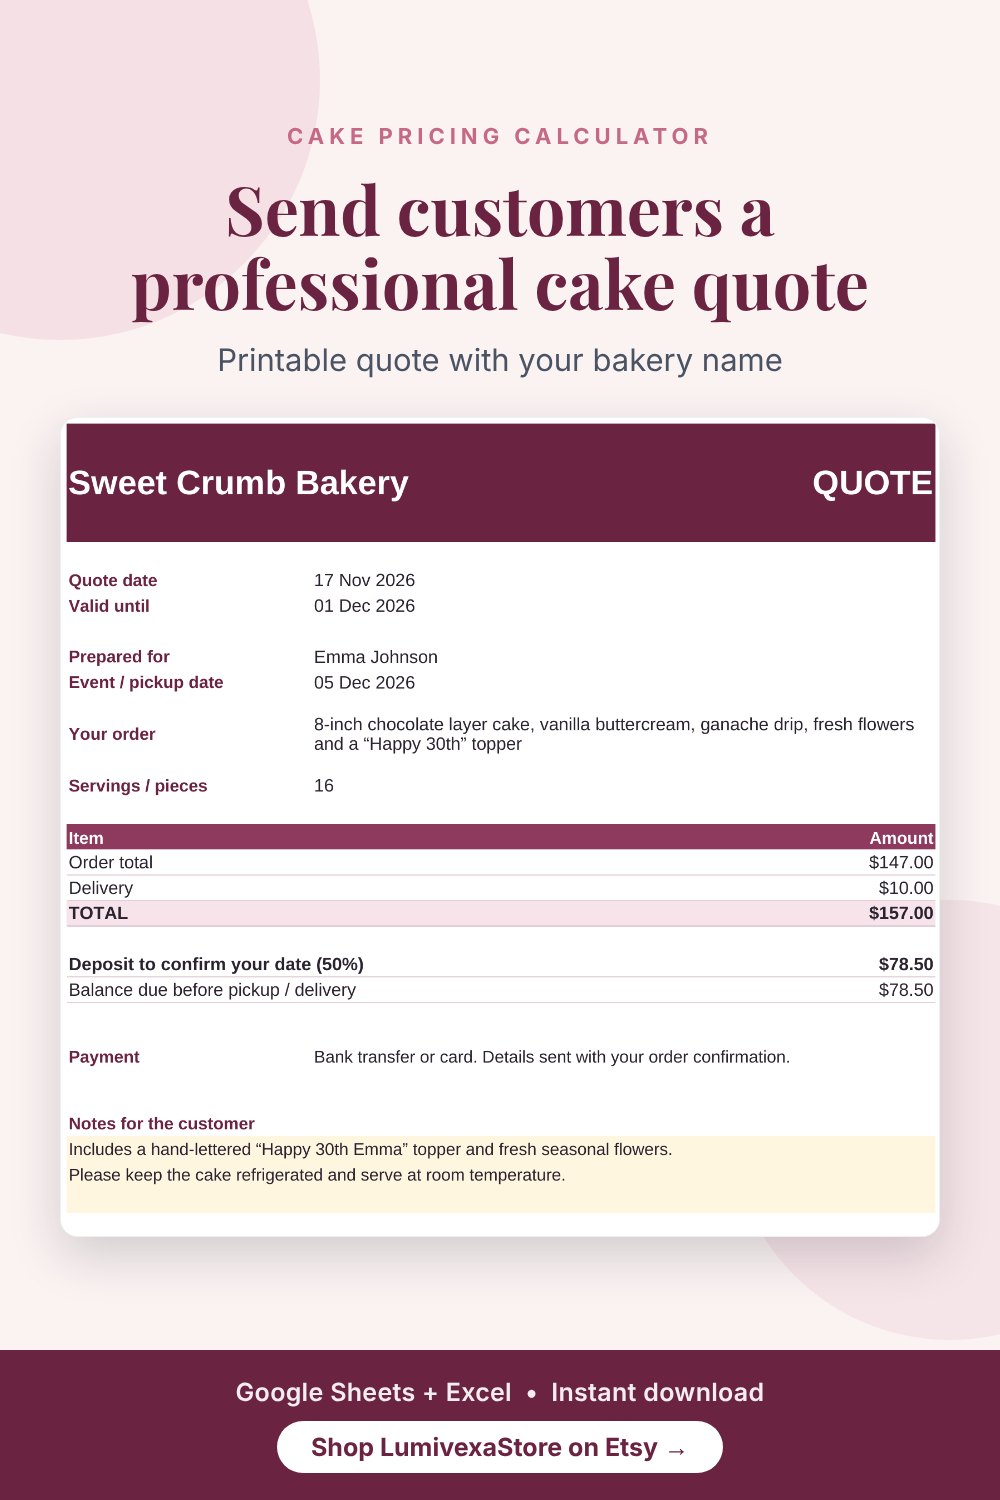 CAKE PRICING CALCULATOR
Send customers a
professional cake quote
Printable quote with your bakery name
Sweet Crumb Bakery QUOTE
Quote date 17 Nov 2026
Valid until 01 Dec 2026
Prepared for Emma Johnson
Event / pickup date 05 Dec 2026
Your order 8-inch chocolate layer cake, vanilla buttercream, ganache drip, fresh flowers
and a “Happy 30th” topper
Servings / pieces 16
Item Amount
Order total $147.00
Delivery $10.00
TOTAL $157.00
Deposit to confirm your date (50%) $78.50
Balance due before pickup / delivery $78.50
Payment Bank transfer or card. Details sent with your order confirmation.
Notes for the customer
Includes a hand-lettered “Happy 30th Emma” topper and fresh seasonal flowers.
Please keep the cake refrigerated and serve at room temperature.
Google Sheets + Excel • Instant download
Shop LumivexaStore on Etsy →